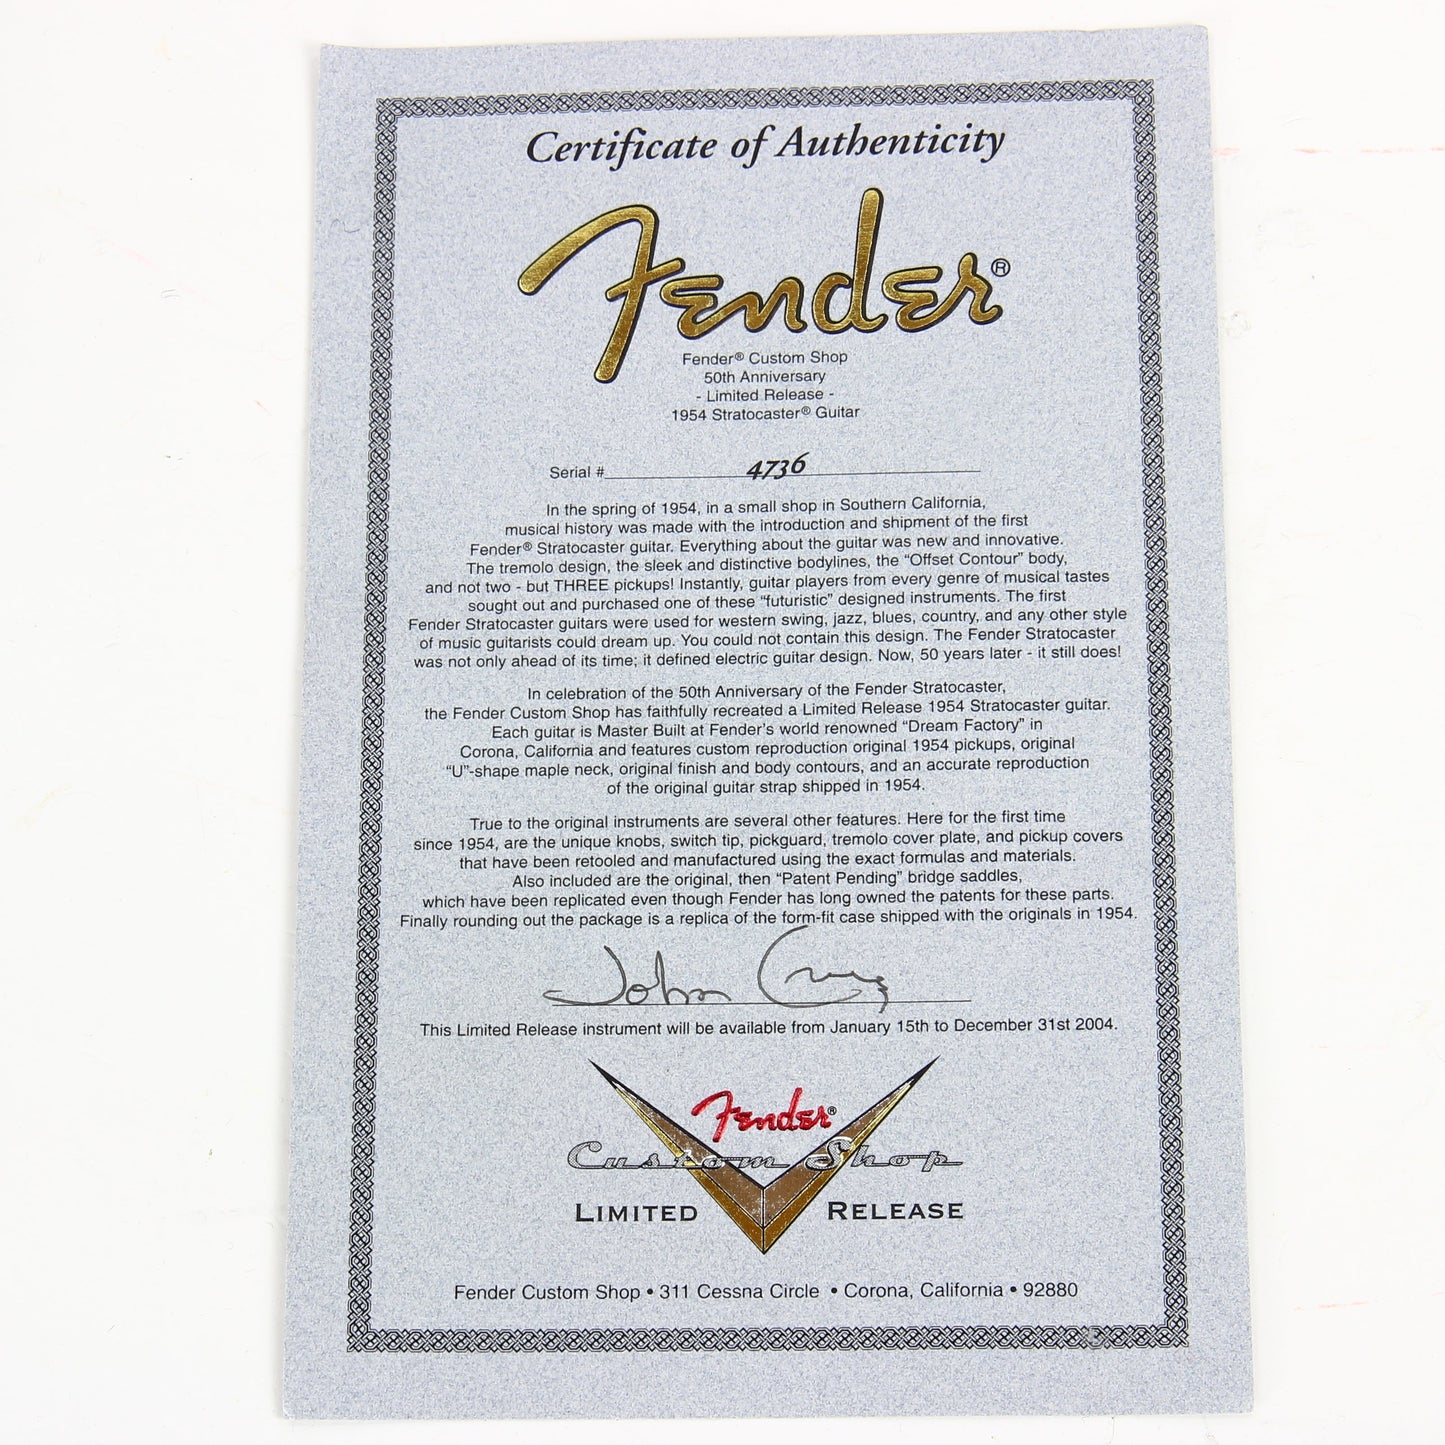 Certificate of Authenticity
Fender®
Fender® Custom Shop
50th Anniversary
- Limited Release -
1954 Stratocaster® Guitar
Serial # 4736
In the spring of 1954, in a small shop in Southern California,
musical history was made with the introduction and shipment of the first
Fender® Stratocaster guitar. Everything about the guitar was new and innovative.
The tremolo design, the sleek and distinctive bodylines, the “Offset Contour” body,
and not two - but THREE pickups! Instantly, guitar players from every genre of musical tastes
sought out and purchased one of these “futuristic” designed instruments. The first
Fender Stratocaster guitars were used for western swing, jazz, blues, country, and any other style
of music guitarists could dream up. You could not contain this design. The Fender Stratocaster
was not only ahead of its time; it defined electric guitar design. Now, 50 years later - it still does!
In celebration of the 50th Anniversary of the Fender Stratocaster,
the Fender Custom Shop has faithfully recreated a Limited Release 1954 Stratocaster guitar.
Each guitar is Master Built at Fender's world renowned “Dream Factory” in
Corona, California and features custom reproduction original 1954 pickups, original
“U”-shape maple neck, original finish and body contours, and an accurate reproduction
of the original guitar strap shipped in 1954.
True to the original instruments are several other features. Here for the first time
since 1954, are the unique knobs, switch tip, pickguard, tremolo cover plate, and pickup covers
that have been retooled and manufactured using the exact formulas and materials.
Also included are the original, then “Patent Pending” bridge saddles,
which have been replicated even though Fender has long owned the patents for these parts.
Finally rounding out the package is a replica of the form-fit case shipped with the originals in 1954.
John Cruz
This Limited Release instrument will be available from January 15th to December 31st 2004.
Fender®
Custom Shop
LIMITED RELEASE
Fender Custom Shop • 311 Cessna Circle • Corona, California • 92880